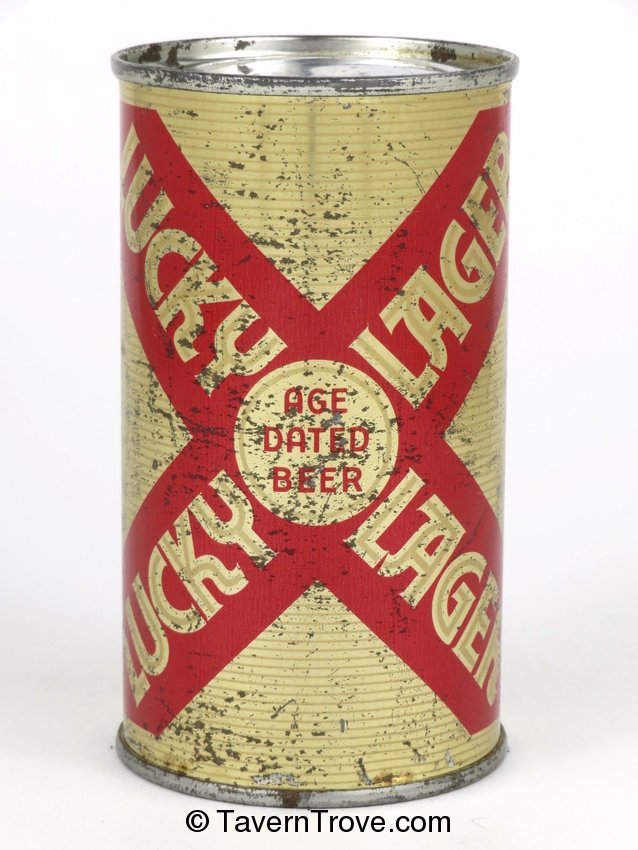 LUCKY LAGER
AGE
DATED
BEER
LUCKY LAGER
© TavernTrove.com